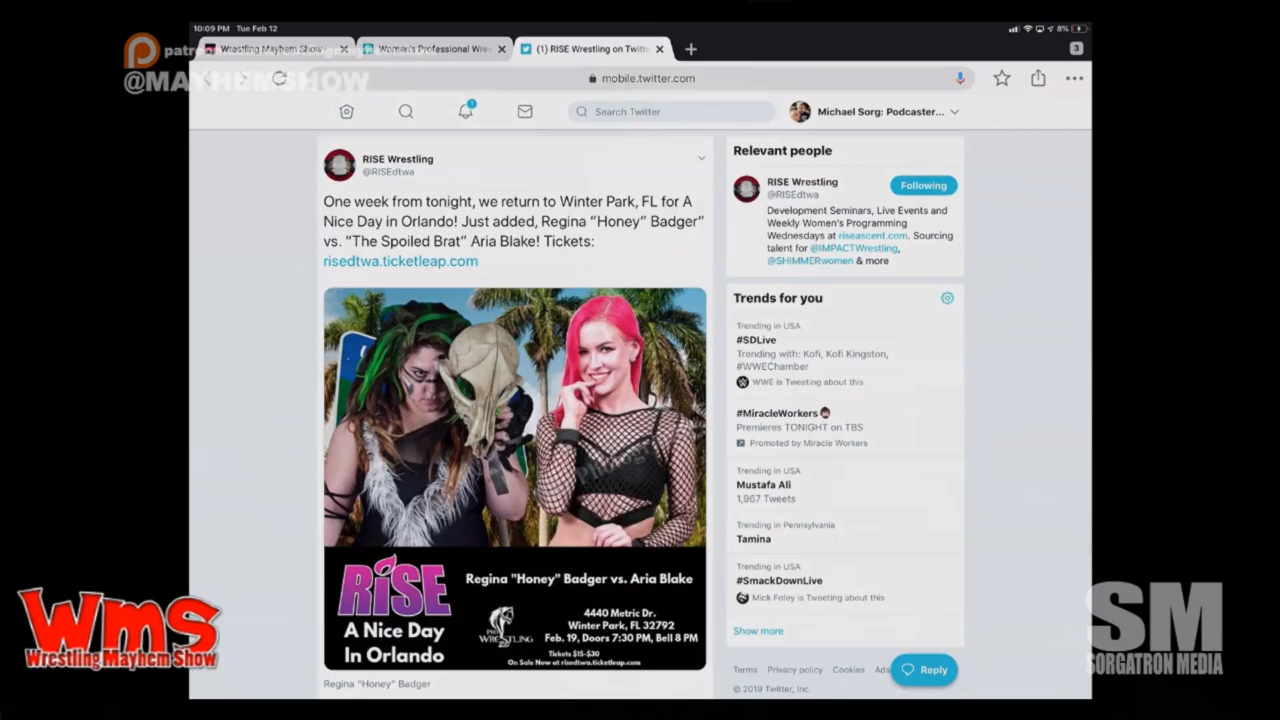 10:09 PM Tue Feb 12
8%
Wrestling Mayhem Show
Women's Professional Wres
(1) RISE Wrestling on Twitte
3
@MAYHEMSHOW
mobile.twitter.com
1
Search Twitter
Michael Sorg: Podcaster...
RISE Wrestling
@RISEdtwa
One week from tonight, we return to Winter Park, FL for A
Nice Day in Orlando! Just added, Regina “Honey” Badger”
vs. “The Spoiled Brat” Aria Blake! Tickets:
risedtwa.ticketleap.com
RISE
A Nice Day
In Orlando
Regina "Honey" Badger vs. Aria Blake
PRO
WRESTLING
4440 Metric Dr.
Winter Park, FL 32792
Feb. 19, Doors 7:30 PM, Bell 8 PM
Tickets $15-$30
On Sale Now at risedtwa.ticketleap.com
Regina "Honey" Badger
Relevant people
RISE Wrestling
@RISEdtwa
Following
Development Seminars, Live Events and
Weekly Women's Programming
Wednesdays at riseascent.com. Sourcing
talent for @IMPACTWrestling,
@SHIMMERwomen & more
Trends for you
Trending in USA
#SDLive
Trending with: Kofi, Kofi Kingston,
#WWEChamber
WWE is Tweeting about this
#MiracleWorkers
Premieres TONIGHT on TBS
Promoted by Miracle Workers
Trending in USA
Mustafa Ali
1,967 Tweets
Trending in Pennsylvania
Tamina
Trending in USA
#SmackDownLive
Mick Foley is Tweeting about this
Show more
Terms Privacy policy Cookies Ads
Reply
© 2019 Twitter, Inc.
WMS
Wrestling Mayhem Show
SM
SORGATRON MEDIA